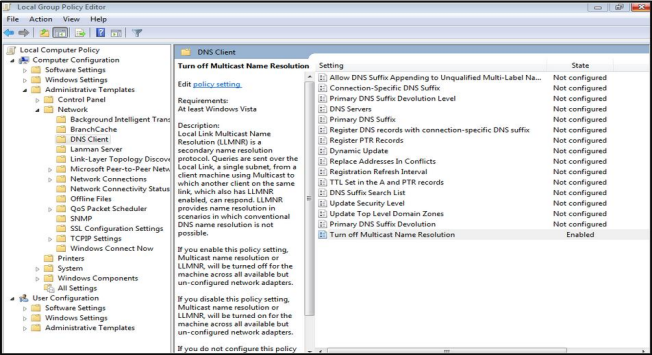 Local Group Policy Editor
File Action View Help
Local Computer Policy
Computer Configuration
Software Settings
Windows Settings
Administrative Templates
Control Panel
Network
Background Intelligent Trans
BranchCache
DNS Client
Lanman Server
Link-Layer Topology Discove
Microsoft Peer-to-Peer Netw
Network Connections
Network Connectivity Status
Offline Files
QoS Packet Scheduler
SNMP
SSL Configuration Settings
TCPIP Settings
Windows Connect Now
Printers
System
Windows Components
All Settings
User Configuration
Software Settings
Windows Settings
Administrative Templates
DNS Client
Turn off Multicast Name Resolution
Edit policy setting
Requirements:
At least Windows Vista
Description:
Local Link Multicast Name
Resolution (LLMNR) is a
secondary name resolution
protocol. Queries are sent over the
Local Link, a single subnet, from a
client machine using Multicast to
which another client on the same
link, which also has LLMNR
enabled, can respond. LLMNR
provides name resolution in
scenarios in which conventional
DNS name resolution is not
possible.
If you enable this policy setting,
Multicast name resolution or
LLMNR, will be turned off for the
machine across all available but
un-configured network adapters.
If you disable this policy setting,
Multicast name resolution or
LLMNR, will be turned on for the
machine across all available but
un-configured network adapters.
If you do not configure this policy
Setting State
Allow DNS Suffix Appending to Unqualified Multi-Label Na... Not configured
Connection-Specific DNS Suffix Not configured
Primary DNS Suffix Devolution Level Not configured
DNS Servers Not configured
Primary DNS Suffix Not configured
Register DNS records with connection-specific DNS suffix Not configured
Register PTR Records Not configured
Dynamic Update Not configured
Replace Addresses In Conflicts Not configured
Registration Refresh Interval Not configured
TTL Set in the A and PTR records Not configured
DNS Suffix Search List Not configured
Update Security Level Not configured
Update Top Level Domain Zones Not configured
Primary DNS Suffix Devolution Not configured
Turn off Multicast Name Resolution Enabled